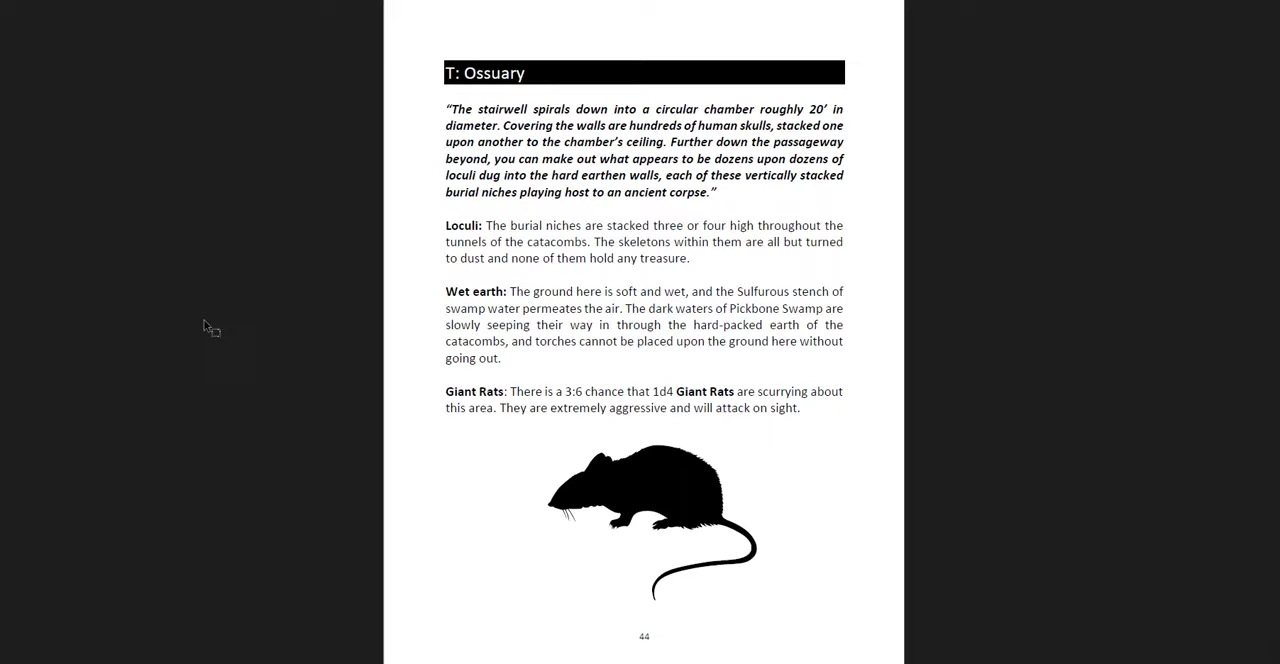 T: Ossuary
“The stairwell spirals down into a circular chamber roughly 20’ in
diameter. Covering the walls are hundreds of human skulls, stacked one
upon another to the chamber’s ceiling. Further down the passageway
beyond, you can make out what appears to be dozens upon dozens of
loculi dug into the hard earthen walls, each of these vertically stacked
burial niches playing host to an ancient corpse.”
Loculi: The burial niches are stacked three or four high throughout the
tunnels of the catacombs. The skeletons within them are all but turned
to dust and none of them hold any treasure.
Wet earth: The ground here is soft and wet, and the Sulfurous stench of
swamp water permeates the air. The dark waters of Pickbone Swamp are
slowly seeping their way in through the hard-packed earth of the
catacombs, and torches cannot be placed upon the ground here without
going out.
Giant Rats: There is a 3:6 chance that 1d4 Giant Rats are scurrying about
this area. They are extremely aggressive and will attack on sight.
44